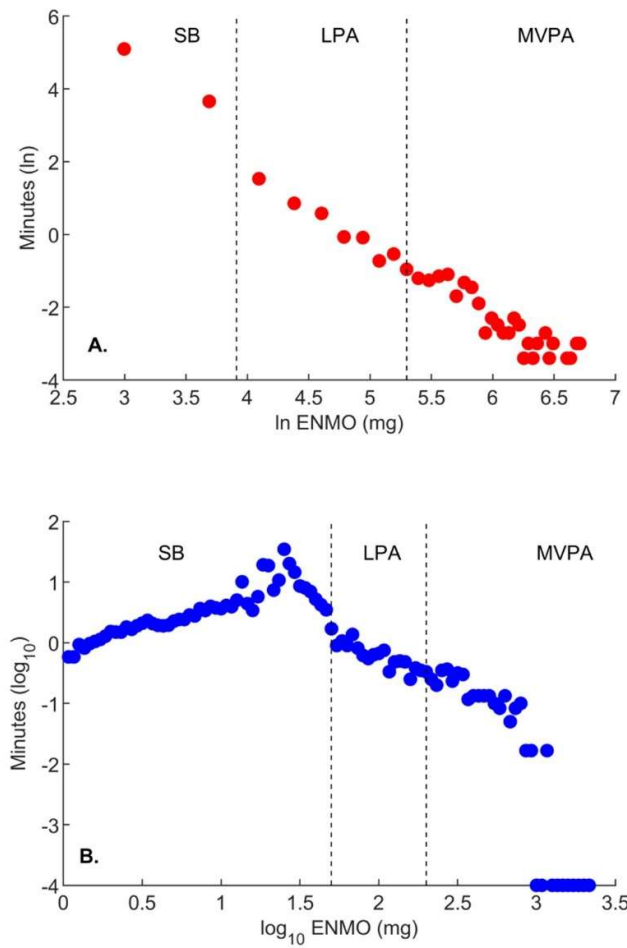 6
SB
LPA
MVPA
4
2
0
-2
-4
Minutes (ln)
A.
2.5 3 3.5 4 4.5 5 5.5 6 6.5 7
ln ENMO (mg)
2
SB
LPA
MVPA
1
0
-1
-2
-3
-4
Minutes (log10)
B.
0 0.5 1 1.5 2 2.5 3 3.5
log10 ENMO (mg)